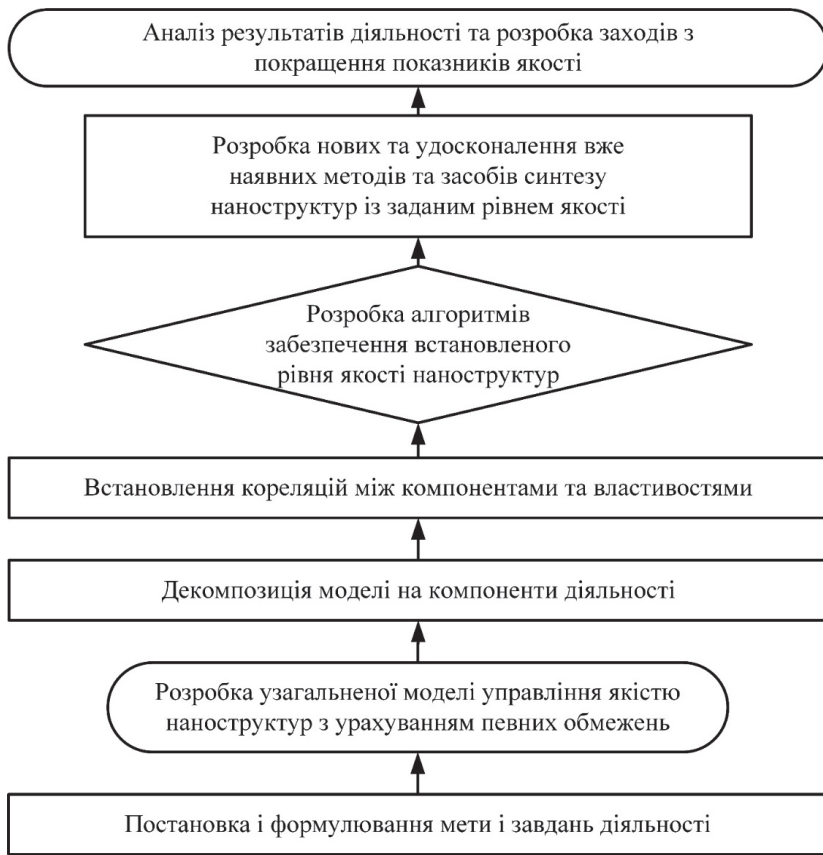 Аналіз результатів діяльності та розробка заходів з
покращення показників якості
Розробка нових та удосконалення вже
наявних методів та засобів синтезу
наноструктур із заданим рівнем якості
Розробка алгоритмів
забезпечення встановленого
рівня якості наноструктур
Встановлення кореляцій між компонентами та властивостями
Декомпозиція моделі на компоненти діяльності
Розробка узагальненої моделі управління якістю
наноструктур з урахуванням певних обмежень
Постановка і формулювання мети і завдань діяльності